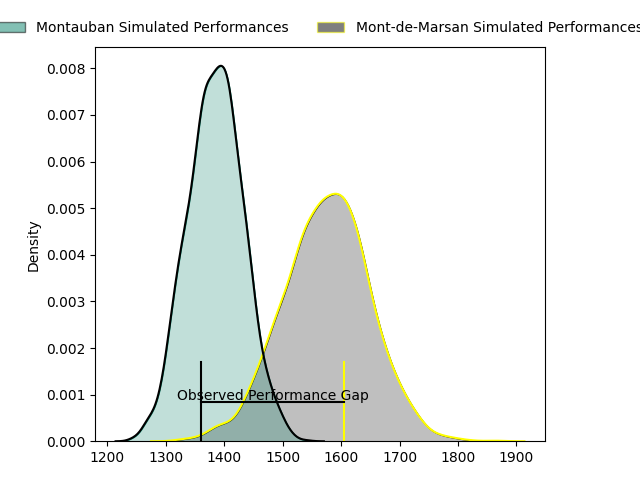 Montauban Simulated Performances
Mont-de-Marsan Simulated Performances
0.008
0.007
0.006
0.005
0.004
0.003
0.002
0.001
0.000
Density
Observed Performance Gap
1200 1300 1400 1500 1600 1700 1800 1900